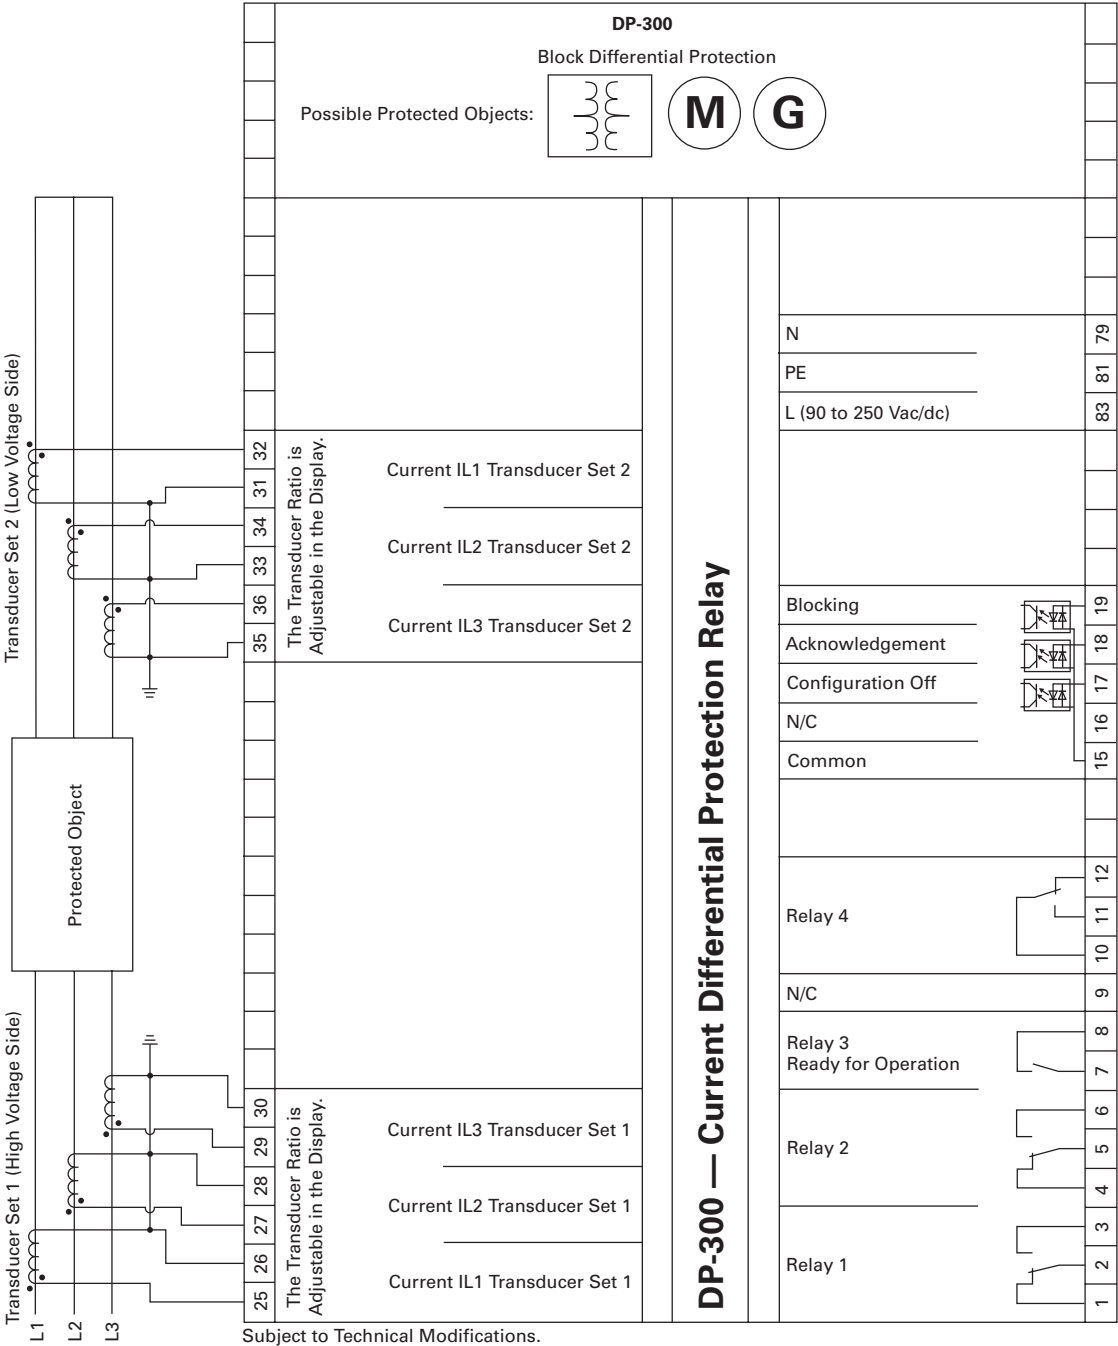 DP-300
Block Differential Protection
Possible Protected Objects:
M
G
Transducer Set 2 (Low Voltage Side)
32
31
34
33
36
35
The Transducer Ratio is
Adjustable in the Display.
Current IL1 Transducer Set 2
Current IL2 Transducer Set 2
Current IL3 Transducer Set 2
Protected Object
Transducer Set 1 (High Voltage Side)
L1
L2
L3
30
29
28
27
26
25
The Transducer Ratio is
Adjustable in the Display.
Current IL3 Transducer Set 1
Current IL2 Transducer Set 1
Current IL1 Transducer Set 1
DP-300 — Current Differential Protection Relay
N
79
PE
81
L (90 to 250 Vac/dc)
83
Blocking
19
Acknowledgement
18
Configuration Off
17
N/C
16
Common
15
Relay 4
12
11
10
N/C
9
Relay 3
Ready for Operation
8
7
Relay 2
6
5
4
Relay 1
3
2
1
Subject to Technical Modifications.